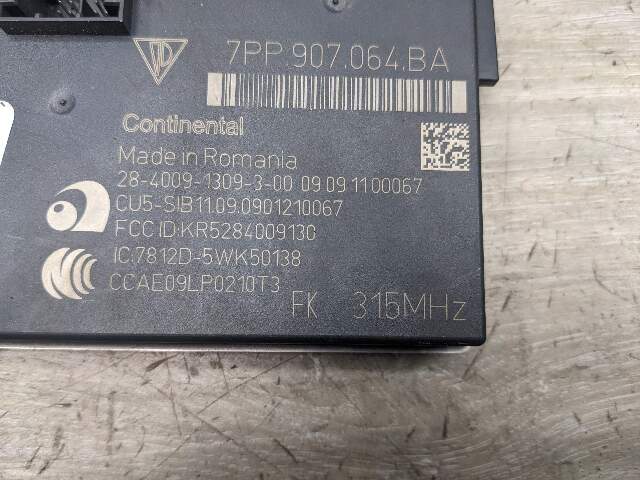 7PP.907.064.BA
Continental
Made in Romania
28-4009-1309-3-00 09 09 1100067
CU5-SIB11.09.0901210067
FCC ID:KR5284009130
IC:7812D-5WK50138
CCAE09LP0210T3
FK 315MHz